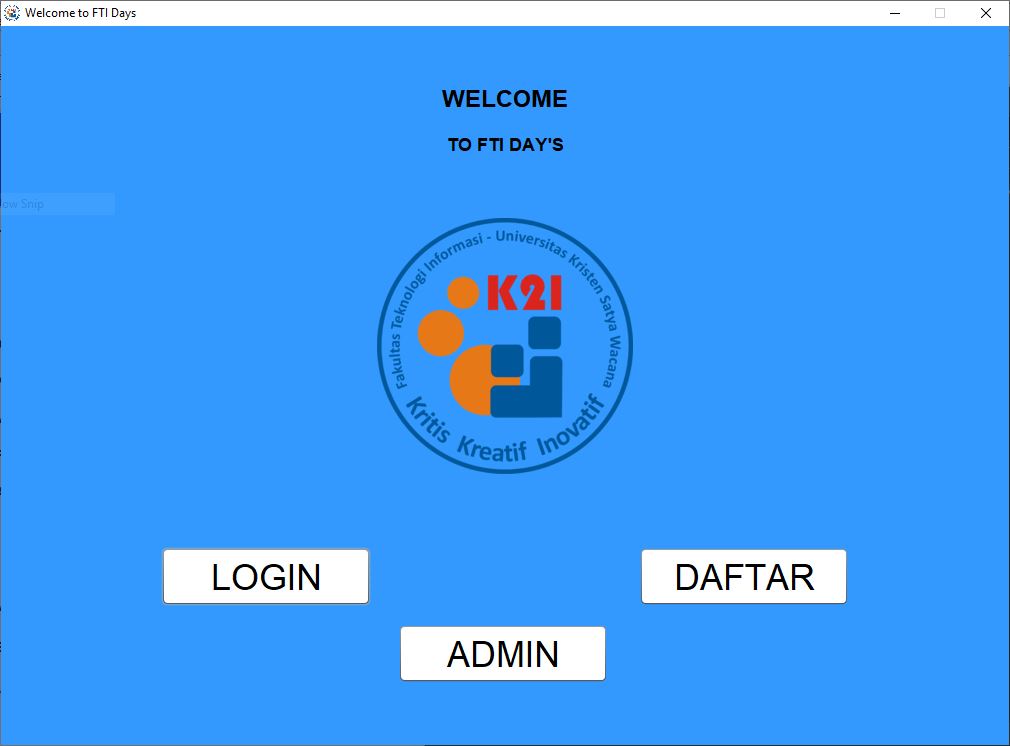 Welcome to FTI Days
WELCOME
TO FTI DAY'S
ow Snip
Fakultas Teknologi Informasi - Universitas Kristen Satya Wacana
K2I
Kritis Kreatif Inovatif
LOGIN
DAFTAR
ADMIN